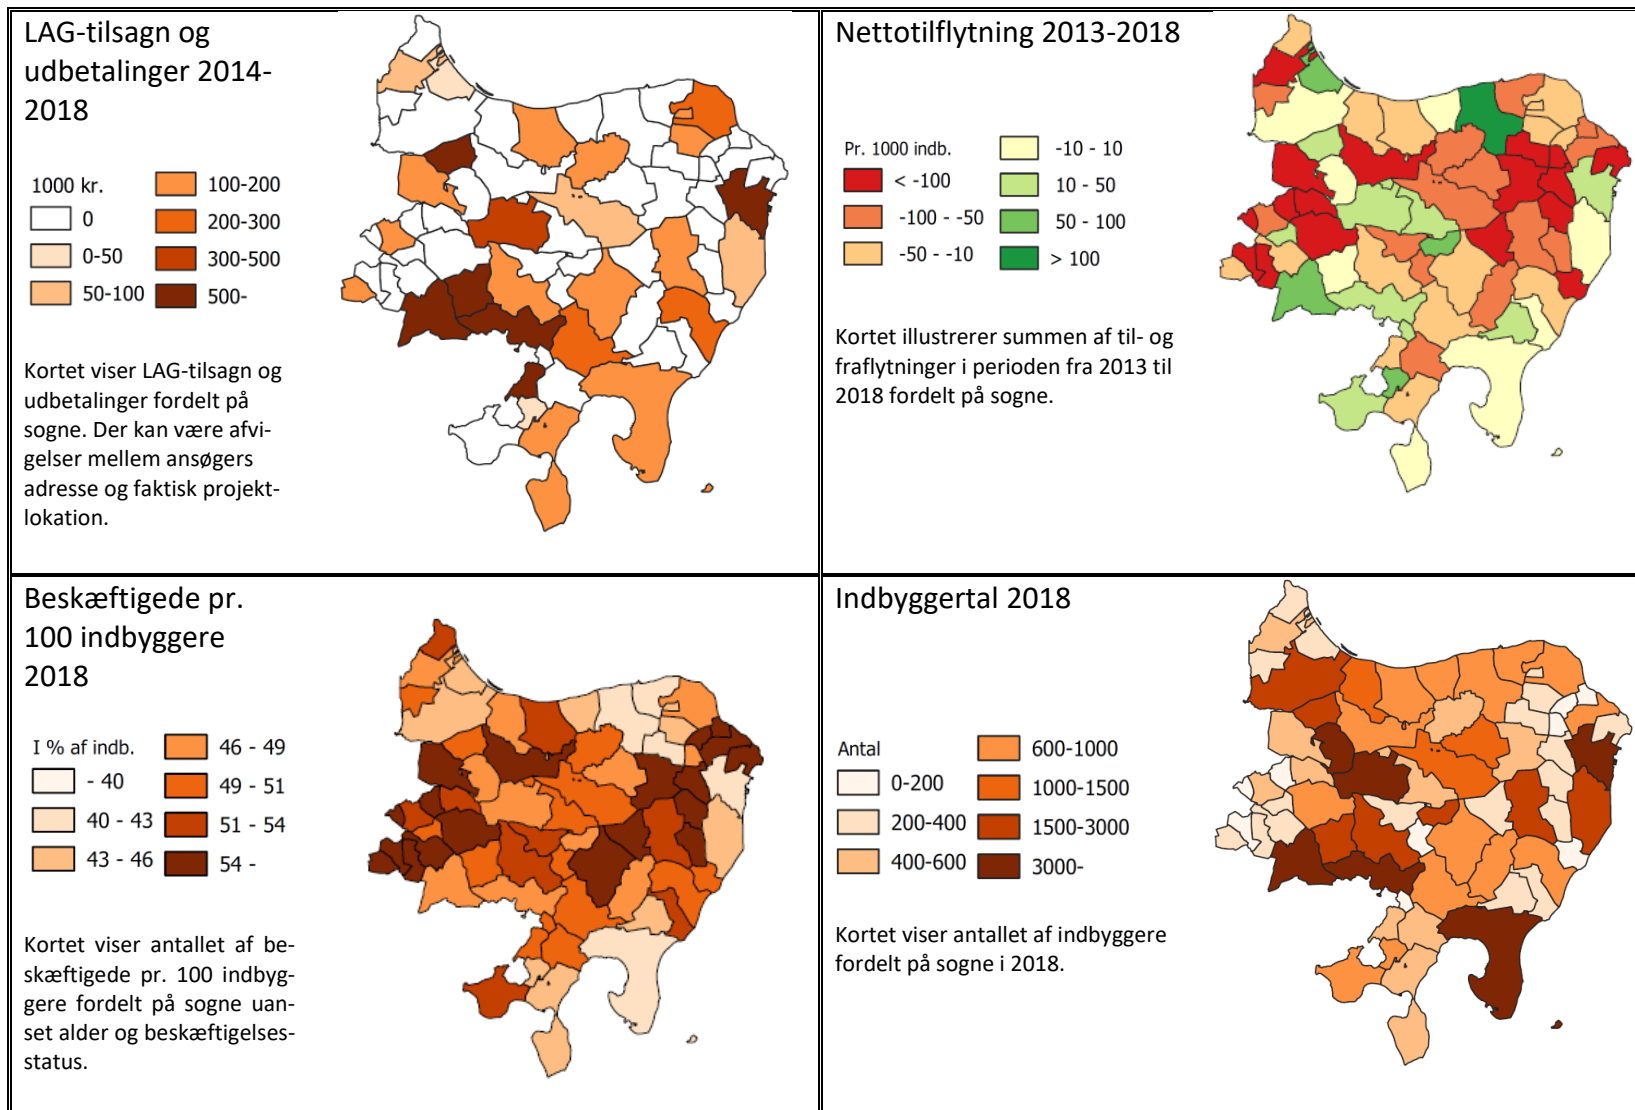 LAG-tilsagn og
udbetalinger 2014-
2018
1000 kr.
0
0-50
50-100
100-200
200-300
300-500
500-
Kortet viser LAG-tilsagn og
udbetalinger fordelt på
sogne. Der kan være afvi-
gelser mellem ansøgers
adresse og faktisk projekt-
lokation.
Nettotilflytning 2013-2018
Pr. 1000 indb.
< -100
-100 - -50
-50 - -10
-10 - 10
10 - 50
50 - 100
> 100
Kortet illustrerer summen af til- og
fraflytninger i perioden fra 2013 til
2018 fordelt på sogne.
Beskæftigede pr.
100 indbyggere
2018
I % af indb.
- 40
40 - 43
43 - 46
46 - 49
49 - 51
51 - 54
54 -
Kortet viser antallet af be-
skæftigede pr. 100 indbyg-
gere fordelt på sogne uan-
set alder og beskæftigelses-
status.
Indbyggertal 2018
Antal
0-200
200-400
400-600
600-1000
1000-1500
1500-3000
3000-
Kortet viser antallet af indbyggere
fordelt på sogne i 2018.